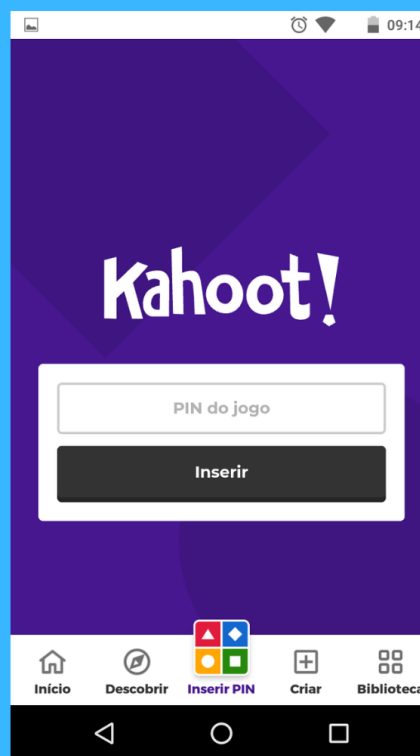 09:14
Kahoot!
PIN do jogo
Inserir
Início Descobrir Inserir PIN Criar Biblioteca